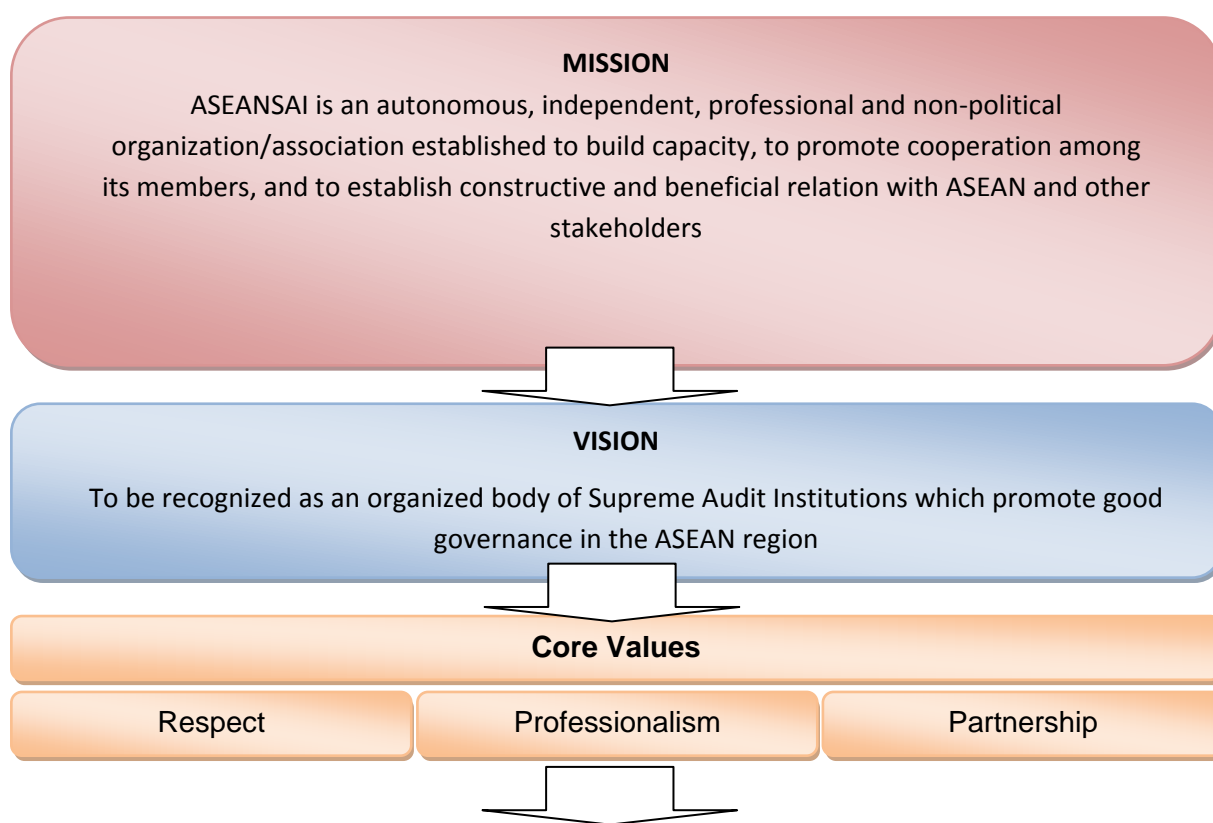 MISSION
ASEANSAI is an autonomous, independent, professional and non-political
organization/association established to build capacity, to promote cooperation among
its members, and to establish constructive and beneficial relation with ASEAN and other
stakeholders
VISION
To be recognized as an organized body of Supreme Audit Institutions which promote good
governance in the ASEAN region
Core Values
Respect
Professionalism
Partnership